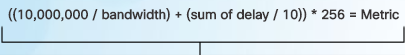 ((10,000,000 / bandwidth) + (sum of delay / 10)) * 256 = Metric